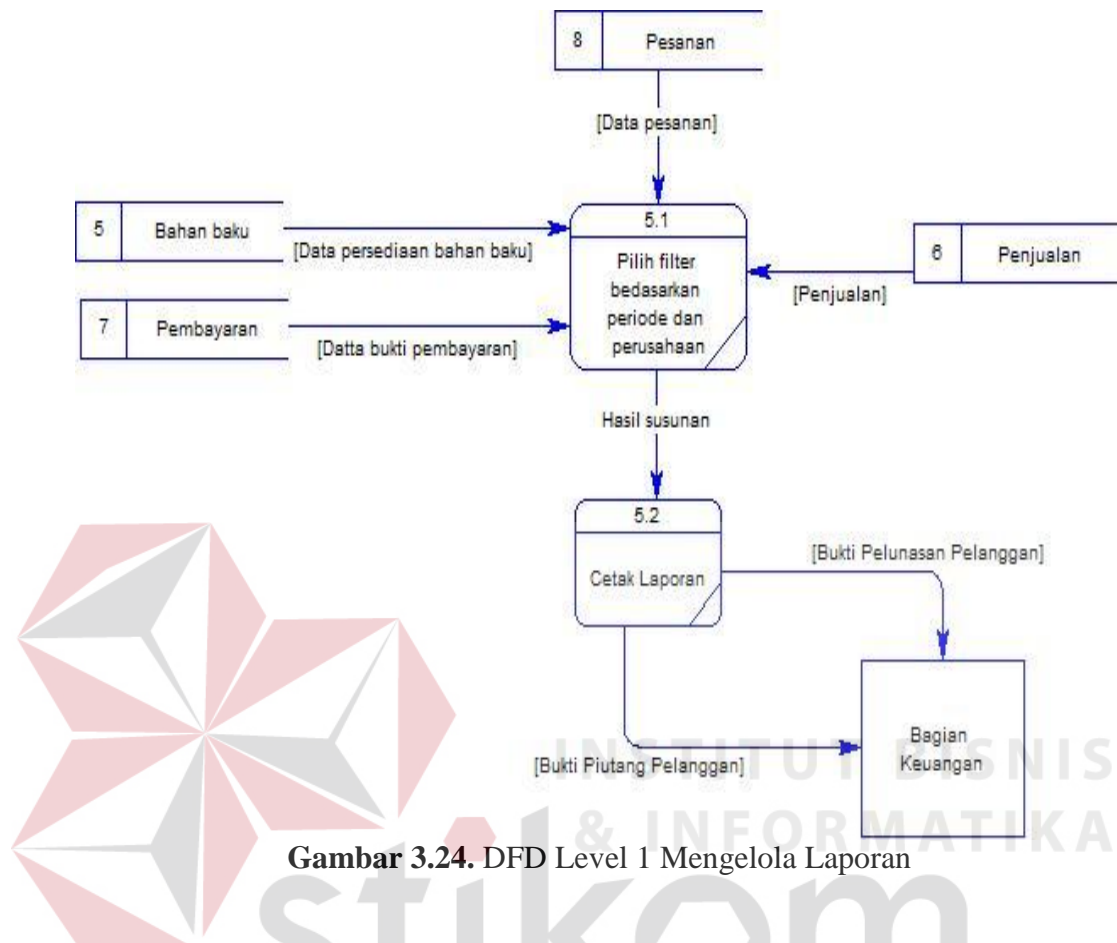 8 Pesanan
[Data pesanan]
5 Bahan baku
[Data persediaan bahan baku]
5.1
Pilih filter
bedasarkan
periode dan
perusahaan
6 Penjualan
[Penjualan]
7 Pembayaran
[Datta bukti pembayaran]
Hasil susunan
5.2
Cetak Laporan
[Bukti Pelunasan Pelanggan]
Bagian
Keuangan
[Bukti Piutang Pelanggan]
INSTITUT BISNIS
& INFORMATIKA
Gambar 3.24. DFD Level 1 Mengelola Laporan
stikom